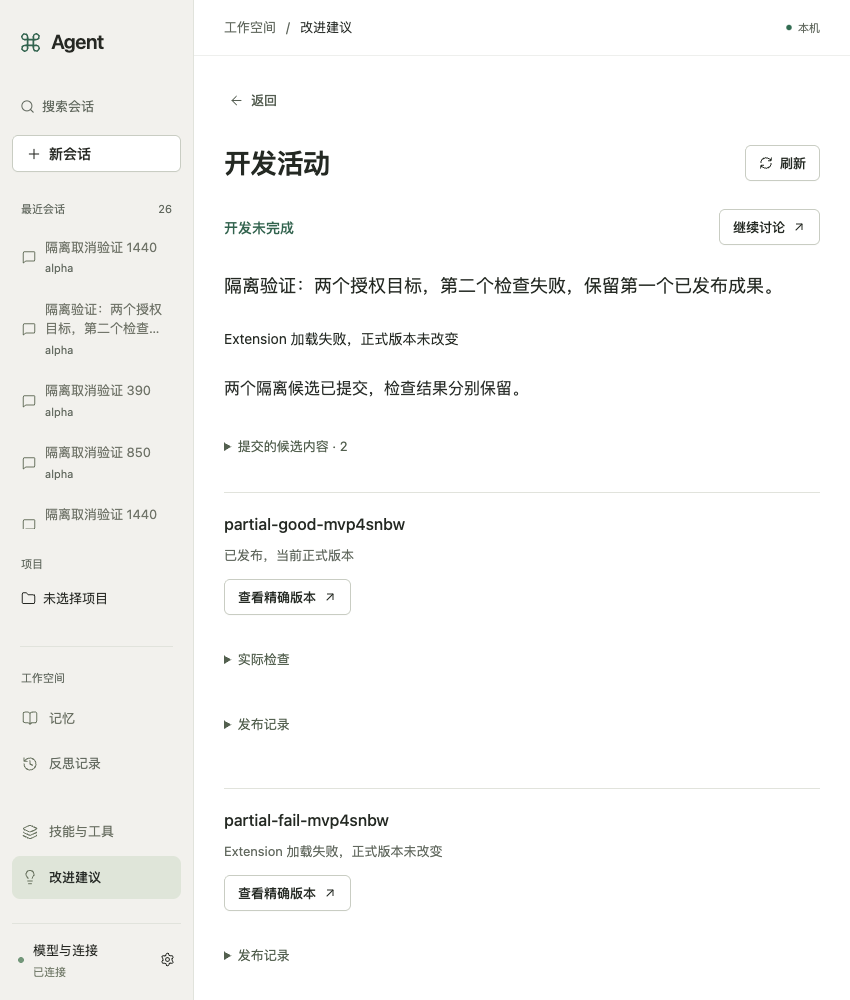 Agent
搜索会话
新会话
最近会话 26
隔离取消验证 1440
alpha
隔离验证：两个授权
目标，第二个检查...
alpha
隔离取消验证 390
alpha
隔离取消验证 850
alpha
隔离取消验证 1440
项目
未选择项目
工作空间
记忆
反思记录
技能与工具
改进建议
模型与连接
已连接
工作空间 / 改进建议
本机
返回
开发活动
刷新
开发未完成
继续讨论
隔离验证：两个授权目标，第二个检查失败，保留第一个已发布成果。
Extension 加载失败，正式版本未改变
两个隔离候选已提交，检查结果分别保留。
提交的候选内容 · 2
partial-good-mvp4snbw
已发布，当前正式版本
查看精确版本
实际检查
发布记录
partial-fail-mvp4snbw
Extension 加载失败，正式版本未改变
查看精确版本
发布记录